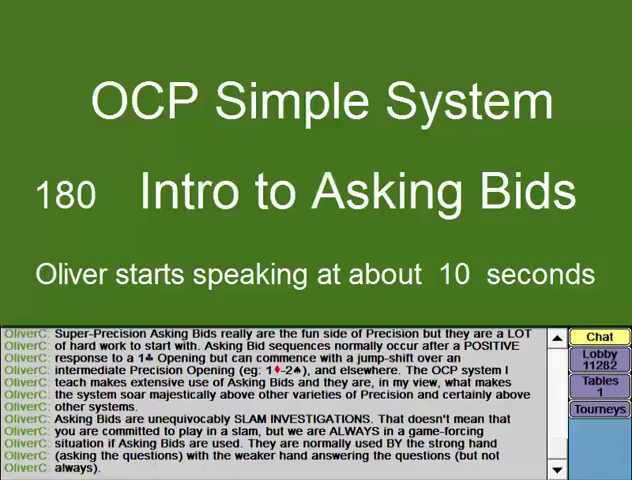 OCP Simple System
180 Intro to Asking Bids
Oliver starts speaking at about 10 seconds
OliverC: Super-Precision Asking Bids really are the fun side of Precision but they are a LOT
OliverC: of hard work to start with. Asking Bid sequences normally occur after a POSITIVE
OliverC: response to a 1♣ Opening but can commence with a jump-shift over an
OliverC: intermediate Precision Opening (eg: 1♦-2♠), and elsewhere. The OCP system I
OliverC: teach makes extensive use of Asking Bids and they are, in my view, what makes
OliverC: the system soar majestically above other varieties of Precision and certainly above
OliverC: other systems.
OliverC: Asking Bids are unequivocably SLAM INVESTIGATIONS. That doesn't mean that
OliverC: you are committed to play in a slam, but we are ALWAYS in a game-forcing
OliverC: situation if Asking Bids are used. They are normally used BY the strong hand
OliverC: (asking the questions) with the weaker hand answering the questions (but not
OliverC: always).
Chat
Lobby
11282
Tables
1
Tourneys